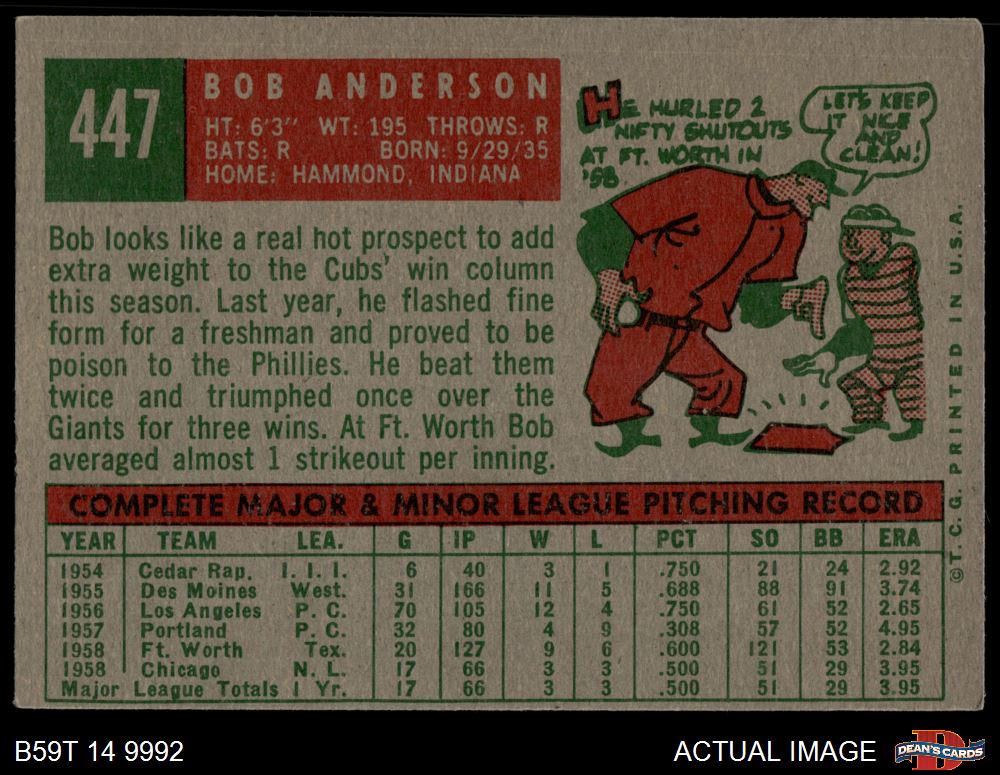 447
BOB ANDERSON
HT: 6'3" WT: 195 THROWS: R
BATS: R BORN: 9/29/35
HOME: HAMMOND, INDIANA
Bob looks like a real hot prospect to add
extra weight to the Cubs' win column
this season. Last year, he flashed fine
form for a freshman and proved to be
poison to the Phillies. He beat them
twice and triumphed once over the
Giants for three wins. At Ft. Worth Bob
averaged almost 1 strikeout per inning.
HE HURLED 2
NIFTY SHUTOUTS
AT FT. WORTH IN
'58.
LET'S KEEP
IT NICE
AND
CLEAN!
COMPLETE MAJOR & MINOR LEAGUE PITCHING RECORD
YEAR TEAM LEA. G IP W L PCT SO BB ERA
1954 Cedar Rap. I. I. I. 6 40 3 1 .750 21 24 2.92
1955 Des Moines West. 31 166 11 5 .688 88 91 3.74
1956 Los Angeles P. C. 70 105 12 4 .750 61 52 2.65
1957 Portland P. C. 32 80 4 9 .308 57 52 4.95
1958 Ft. Worth Tex. 20 127 9 6 .600 121 53 2.84
1958 Chicago N. L. 17 66 3 3 .500 51 29 3.95
Major League Totals 1 Yr. 17 66 3 3 .500 51 29 3.95
©T. C. G. PRINTED IN U.S.A.
B59T 14 9992
ACTUAL IMAGE
B
DEAN'S CARDS